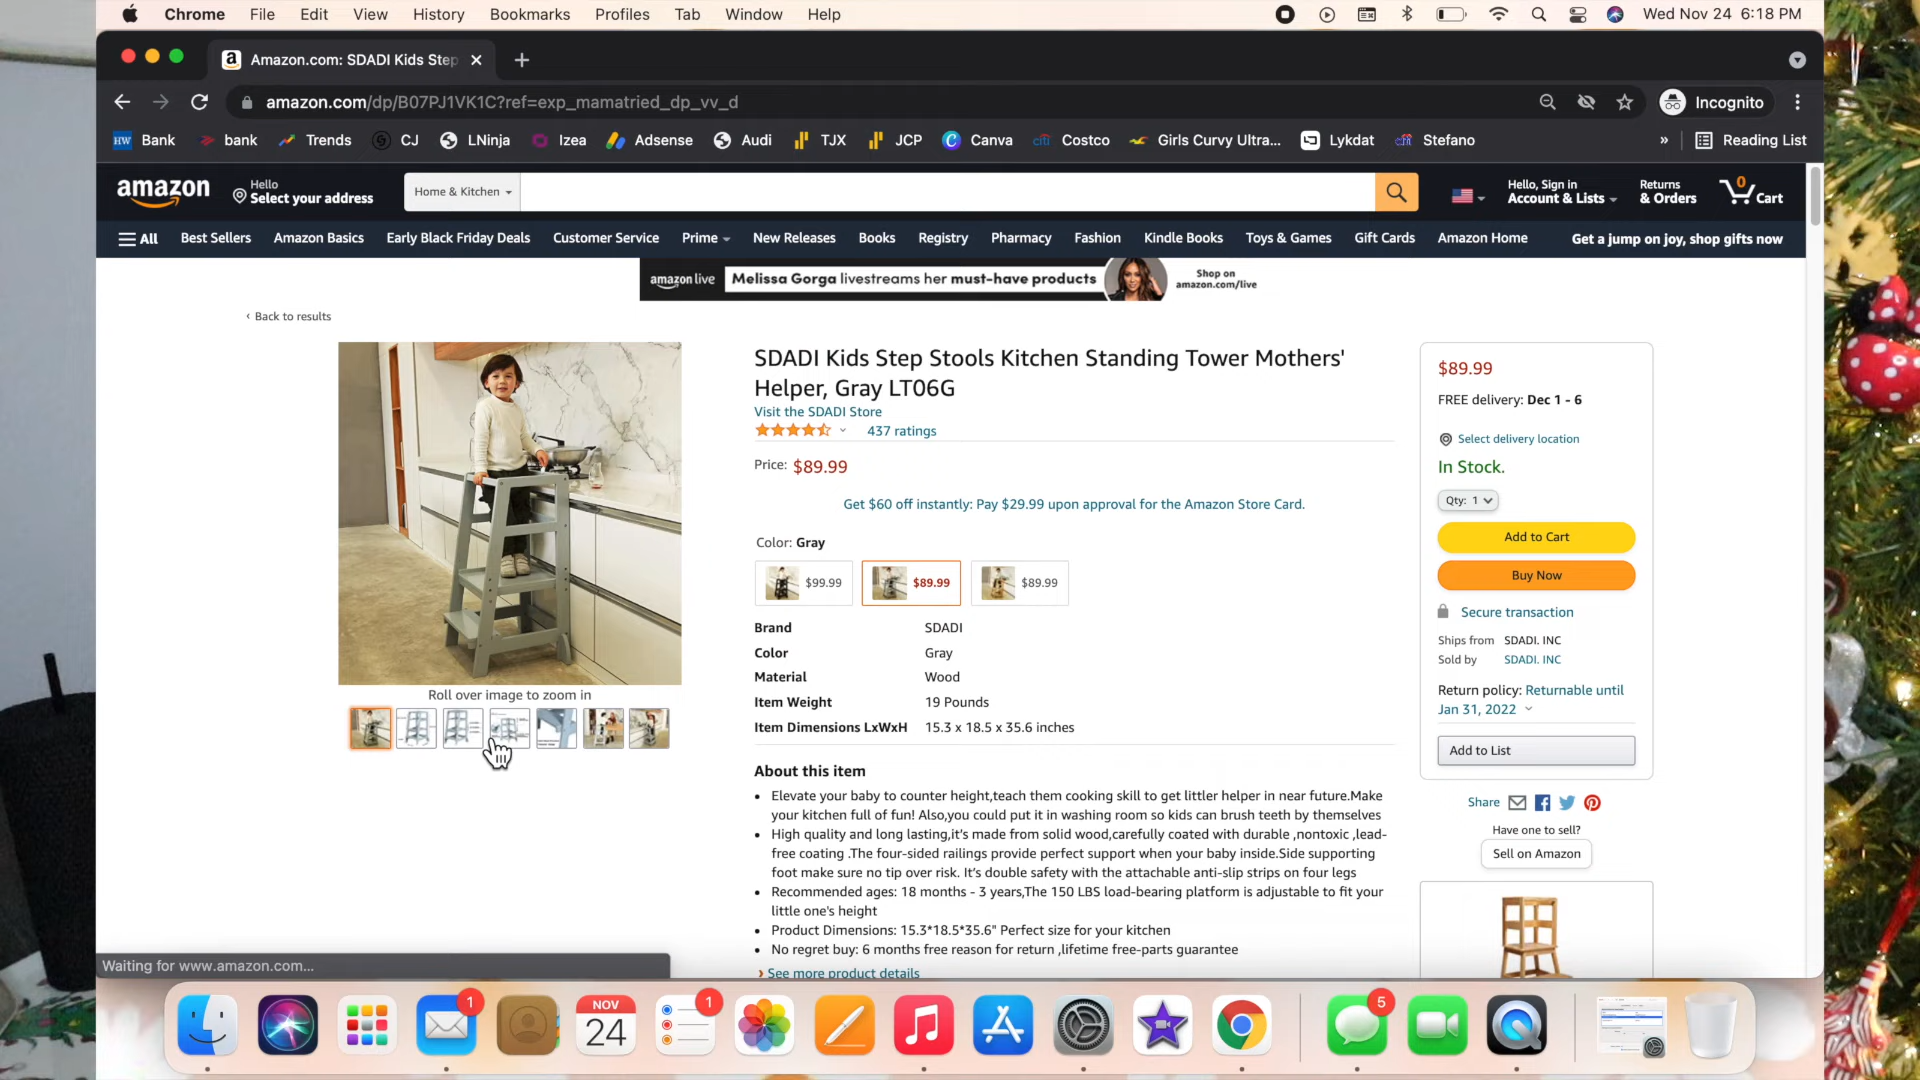 Chrome File Edit View History Bookmarks Profiles Tab Window Help Wed Nov 24 6:18 PM
Amazon.com: SDADI Kids Step
amazon.com/dp/B07PJ1VK1C?ref=exp_mamatried_dp_vv_d Incognito
HW Bank bank Trends CJ LNinja Izea Adsense Audi TJX JCP Canva citi Costco Girls Curvy Ultra... Lykdat citi Stefano » Reading List
amazon Hello Select your address Home & Kitchen Hello, Sign in Account & Lists Returns & Orders 0 Cart
All Best Sellers Amazon Basics Early Black Friday Deals Customer Service Prime New Releases Books Registry Pharmacy Fashion Kindle Books Toys & Games Gift Cards Amazon Home Get a jump on joy, shop gifts now
amazon live Melissa Gorga livestreams her must-have products Shop on amazon.com/live
‹ Back to results
Roll over image to zoom in
SDADI Kids Step Stools Kitchen Standing Tower Mothers'
Helper, Gray LT06G
Visit the SDADI Store
437 ratings
Price: $89.99
Get $60 off instantly: Pay $29.99 upon approval for the Amazon Store Card.
Color: Gray
$99.99 $89.99 $89.99
Brand SDADI
Color Gray
Material Wood
Item Weight 19 Pounds
Item Dimensions LxWxH 15.3 x 18.5 x 35.6 inches
About this item
• Elevate your baby to counter height,teach them cooking skill to get littler helper in near future.Make
your kitchen full of fun! Also,you could put it in washing room so kids can brush teeth by themselves
• High quality and long lasting,it's made from solid wood,carefully coated with durable ,nontoxic ,lead-
free coating .The four-sided railings provide perfect support when your baby inside.Side supporting
foot make sure no tip over risk. It's double safety with the attachable anti-slip strips on four legs
• Recommended ages: 18 months - 3 years,The 150 LBS load-bearing platform is adjustable to fit your
little one's height
• Product Dimensions: 15.3*18.5*35.6" Perfect size for your kitchen
• No regret buy: 6 months free reason for return ,lifetime free-parts guarantee
› See more product details
$89.99
FREE delivery: Dec 1 - 6
Select delivery location
In Stock.
Qty: 1
Add to Cart
Buy Now
Secure transaction
Ships from SDADI. INC
Sold by SDADI. INC
Return policy: Returnable until
Jan 31, 2022
Add to List
Share
Have one to sell?
Sell on Amazon
Waiting for www.amazon.com...
1 NOV 24 1 5